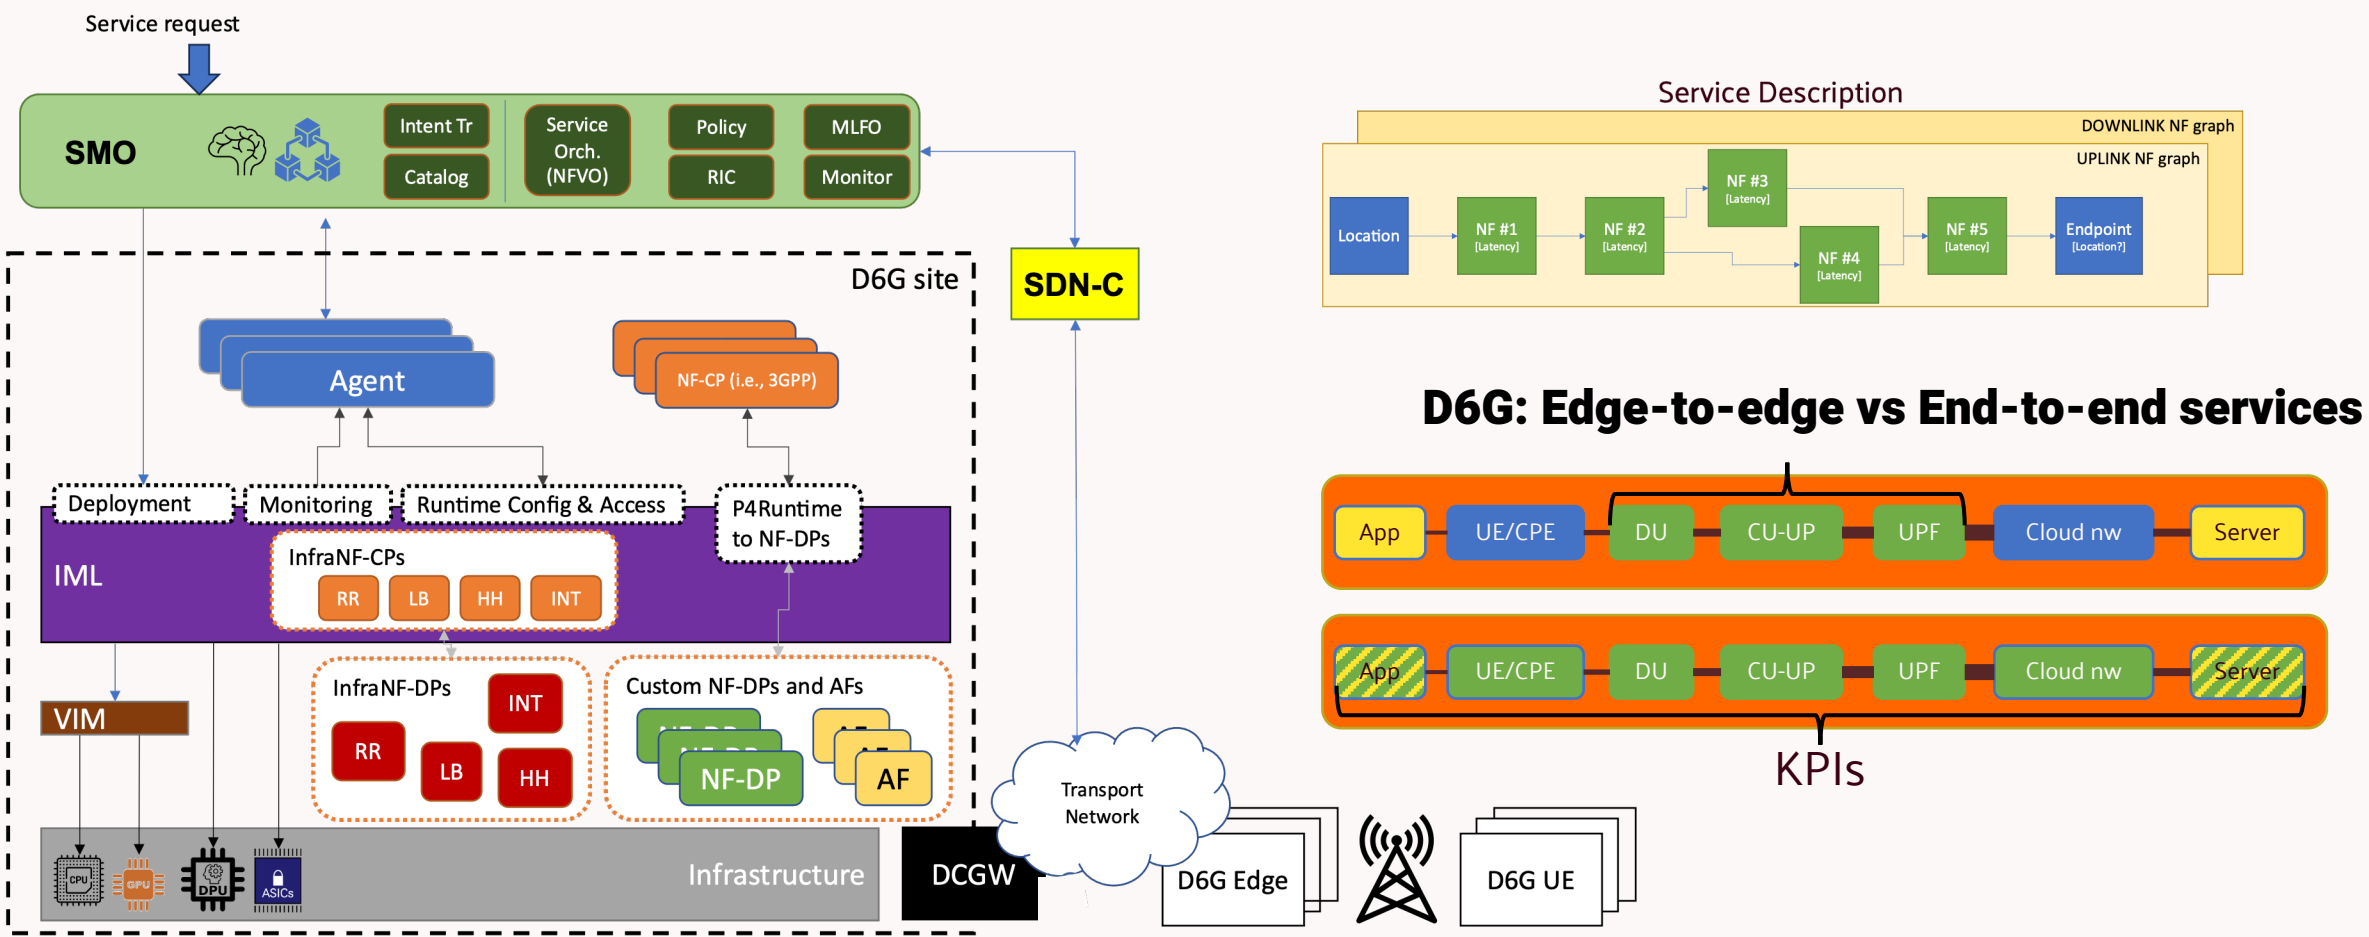 Service request
SMO
Intent Tr
Catalog
Service
Orch.
(NFVO)
Policy
RIC
MLFO
Monitor
D6G site
SDN-C
Agent
NF-CP (i.e., 3GPP)
Deployment
Monitoring
Runtime Config & Access
P4Runtime
to NF-DPs
IML
InfraNF-CPs
RR
LB
HH
INT
VIM
InfraNF-DPs
INT
RR
LB
HH
Custom NF-DPs and AFs
NF-DP
NF-DP
NF-DP
AF
AF
AF
Infrastructure
CPU
GPU
DPU
ASICs
DCGW
Transport
Network
D6G Edge
D6G UE
Service Description
DOWNLINK NF graph
UPLINK NF graph
Location
NF #1
[Latency]
NF #2
[Latency]
NF #3
[Latency]
NF #4
[Latency]
NF #5
[Latency]
Endpoint
[Location?]
D6G: Edge-to-edge vs End-to-end services
App
UE/CPE
DU
CU-UP
UPF
Cloud nw
Server
App
UE/CPE
DU
CU-UP
UPF
Cloud nw
Server
KPIs